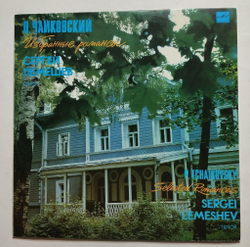 П. ЧАЙКОВСКИЙ
Избранные романсы
СЕРГЕЙ
ЛЕМЕШЕВ
P. TCHAIKOVSKY
Selected Romances
SERGEI
LEMESHEV